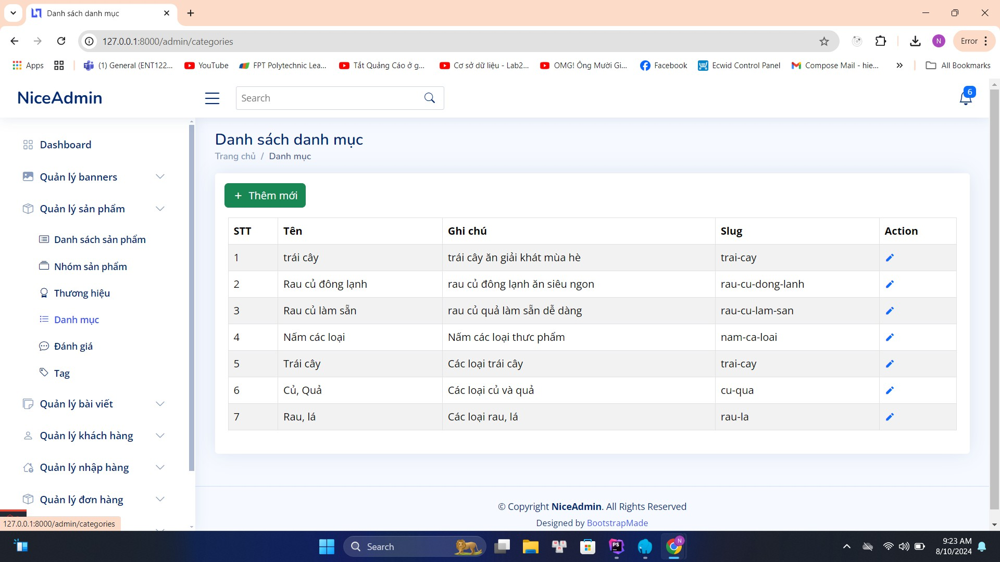 Danh sách danh mục
127.0.0.1:8000/admin/categories
Error
Apps
(1) General (ENT122...
YouTube
FPT Polytechnic Lea...
Tắt Quảng Cáo ở g...
Cơ sở dữ liệu - Lab2...
OMG! Ông Mười Gi...
Facebook
Ecwid Control Panel
Compose Mail - hie...
All Bookmarks
NiceAdmin
Search
6
Dashboard
Quản lý banners
Quản lý sản phẩm
Danh sách sản phẩm
Nhóm sản phẩm
Thương hiệu
Danh mục
Đánh giá
Tag
Quản lý bài viết
Quản lý khách hàng
Quản lý nhập hàng
Quản lý đơn hàng
127.0.0.1:8000/admin/categories
Danh sách danh mục
Trang chủ / Danh mục
+ Thêm mới
STT Tên Ghi chú Slug Action
1 trái cây trái cây ăn giải khát mùa hè trai-cay
2 Rau củ đông lạnh rau củ đông lạnh ăn siêu ngon rau-cu-dong-lanh
3 Rau củ làm sẵn rau củ quả làm sẵn dễ dàng rau-cu-lam-san
4 Nấm các loại Nấm các loại thưc phẩm nam-ca-loai
5 Trái cây Các loại trái cây trai-cay
6 Củ, Quả Các loại củ và quả cu-qua
7 Rau, lá Các loại rau, lá rau-la
© Copyright NiceAdmin. All Rights Reserved
Designed by BootstrapMade
Search
PS
N
9:23 AM
8/10/2024